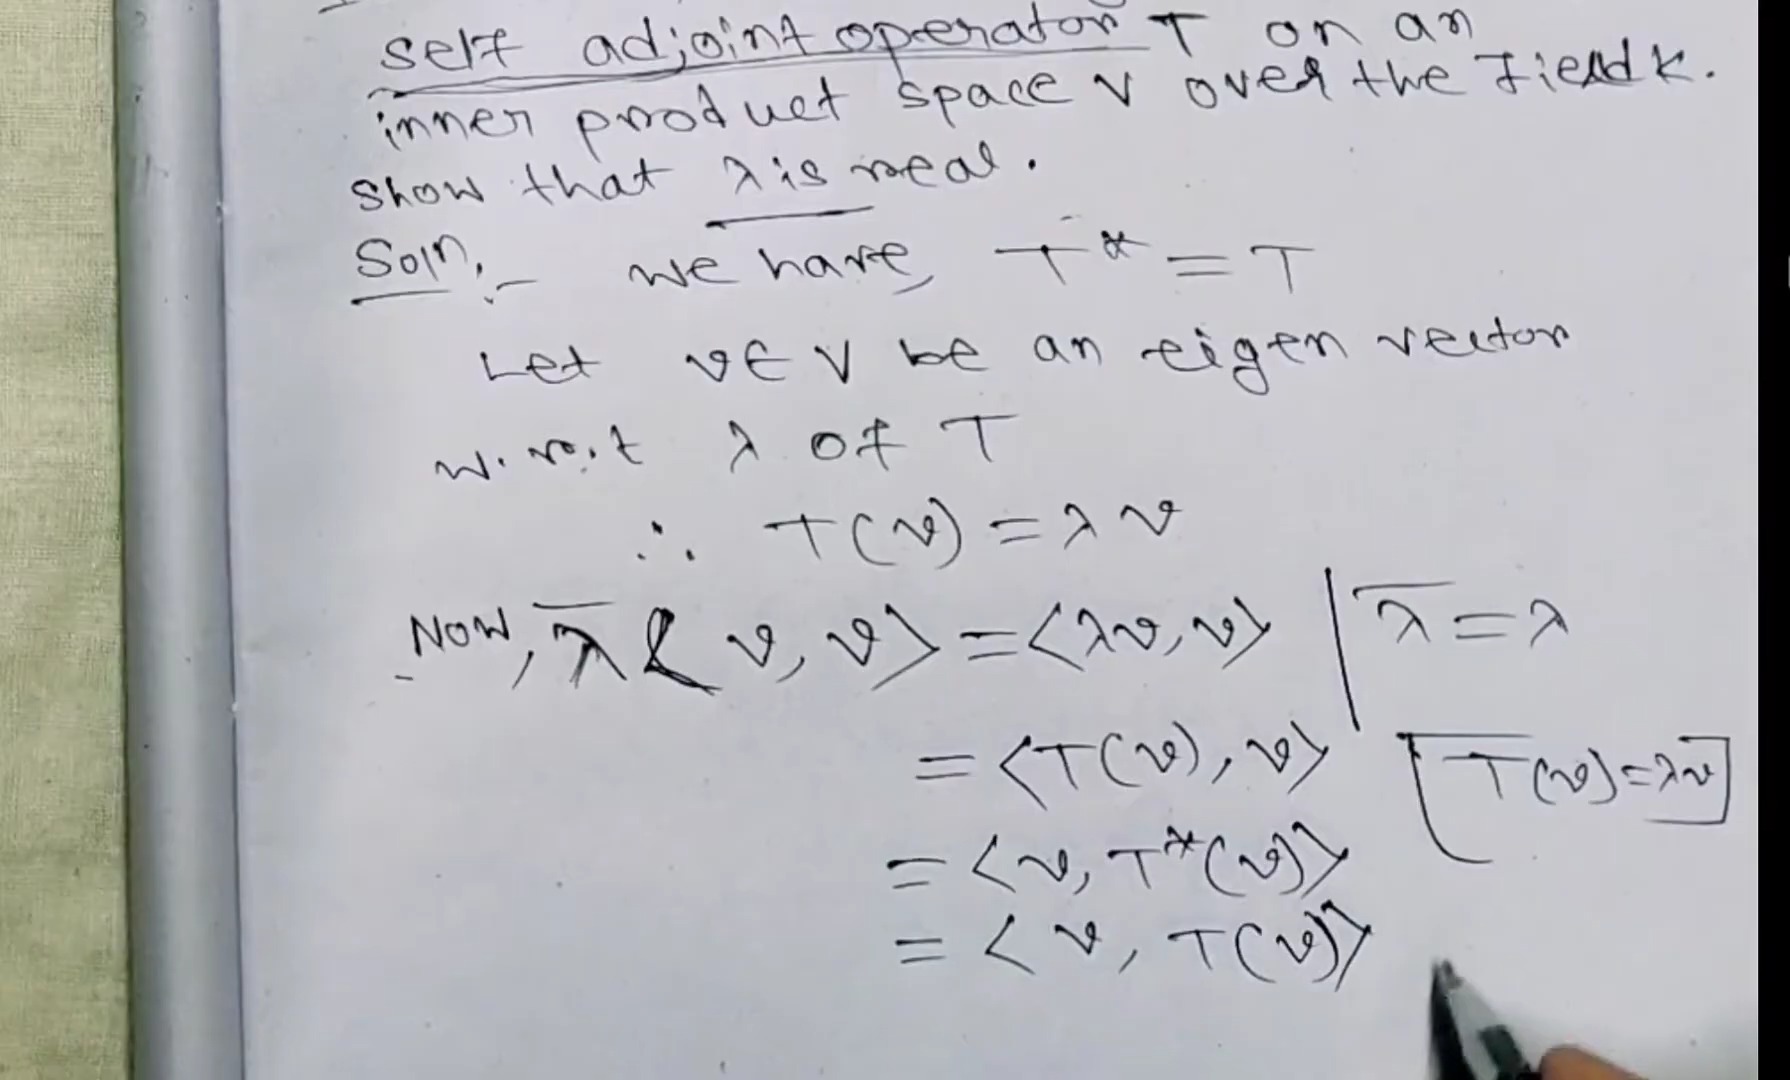 self adjoint operator T on an
inner product space V over the field K.
show that λ is real.
Soln:- we have, T* = T
Let v ∈ V be an eigen vector
w.r.t λ of T
∴ T(v) = λv
Now, λ̅ <v, v> = <λv, v> | λ̅ = λ
= <T(v), v> [T(v) = λv]
= <v, T*(v)>
= <v, T(v)>